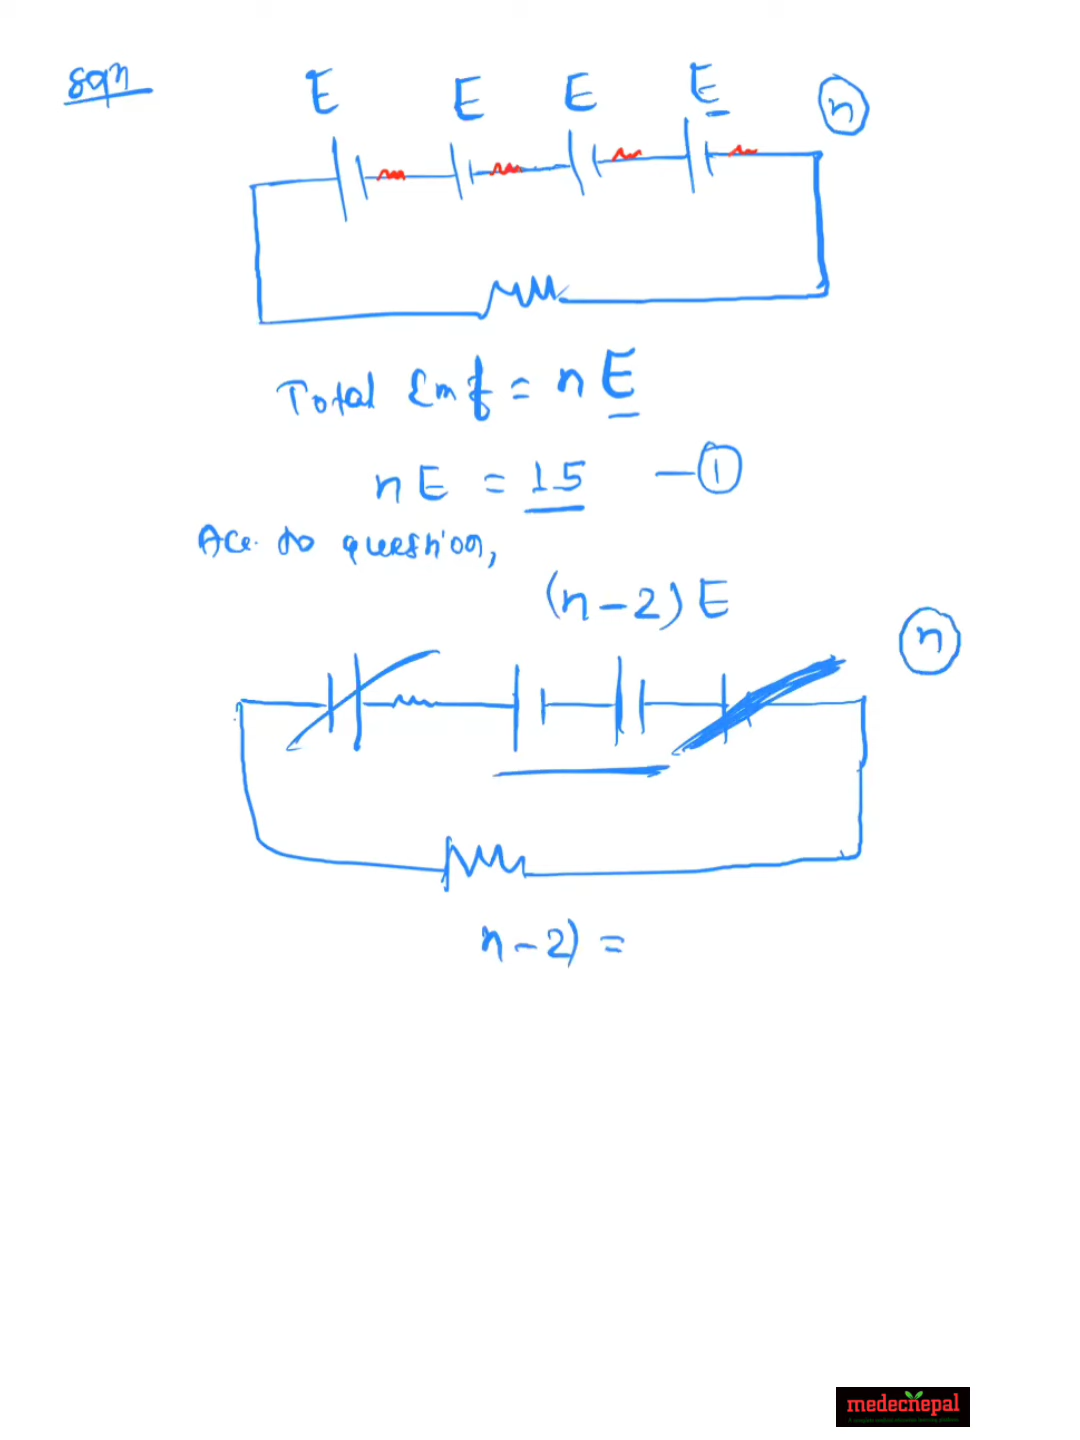 Soln
E E E E n
Total Emf = n E
n E = 15 — 1
Acc. to question,
(n-2) E
n
n-2) =
medecnepal